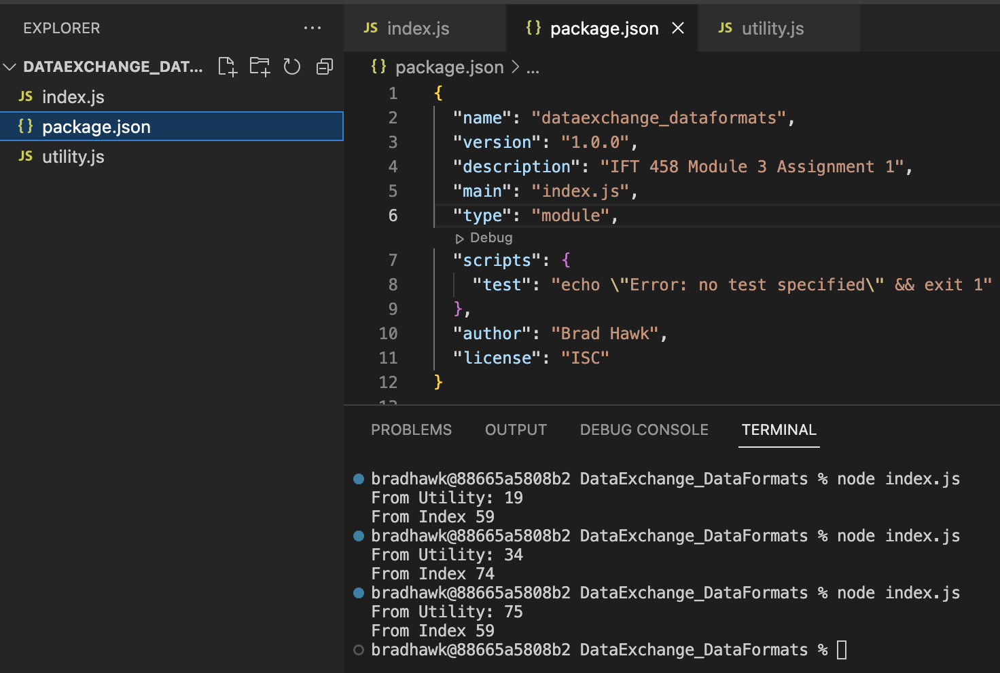 EXPLORER
DATAEXCHANGE_DAT...
JS index.js
{} package.json
JS utility.js
JS index.js
{} package.json
JS utility.js
{} package.json > ...
1 {
2 "name": "dataexchange_dataformats",
3 "version": "1.0.0",
4 "description": "IFT 458 Module 3 Assignment 1",
5 "main": "index.js",
6 "type": "module",
Debug
7 "scripts": {
8 "test": "echo \"Error: no test specified\" && exit 1"
9 },
10 "author": "Brad Hawk",
11 "license": "ISC"
12 }
PROBLEMS OUTPUT DEBUG CONSOLE TERMINAL
bradhawk@88665a5808b2 DataExchange_DataFormats % node index.js
From Utility: 19
From Index 59
bradhawk@88665a5808b2 DataExchange_DataFormats % node index.js
From Utility: 34
From Index 74
bradhawk@88665a5808b2 DataExchange_DataFormats % node index.js
From Utility: 75
From Index 59
bradhawk@88665a5808b2 DataExchange_DataFormats %